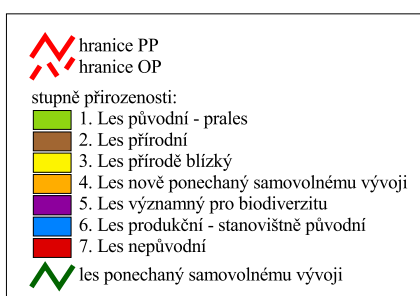 hranice PP
hranice OP
stupně přirozenosti:
1. Les původní - prales
2. Les přírodní
3. Les přírodě blízký
4. Les nově ponechaný samovolnému vývoji
5. Les významný pro biodiverzitu
6. Les produkční - stanovištně původní
7. Les nepůvodní
les ponechaný samovolnému vývoji